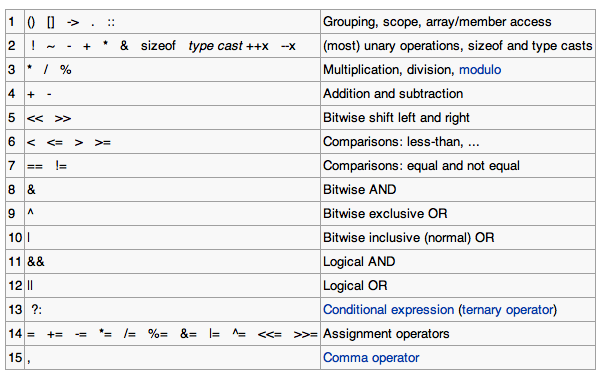 1 () [] -> . :: Grouping, scope, array/member access
2 ! ~ - + * & sizeof type cast ++x --x (most) unary operations, sizeof and type casts
3 * / % Multiplication, division, modulo
4 + - Addition and subtraction
5 << >> Bitwise shift left and right
6 < <= > >= Comparisons: less-than, ...
7 == != Comparisons: equal and not equal
8 & Bitwise AND
9 ^ Bitwise exclusive OR
10 | Bitwise inclusive (normal) OR
11 && Logical AND
12 || Logical OR
13 ?: Conditional expression (ternary operator)
14 = += -= *= /= %= &= |= ^= <<= >>= Assignment operators
15 , Comma operator